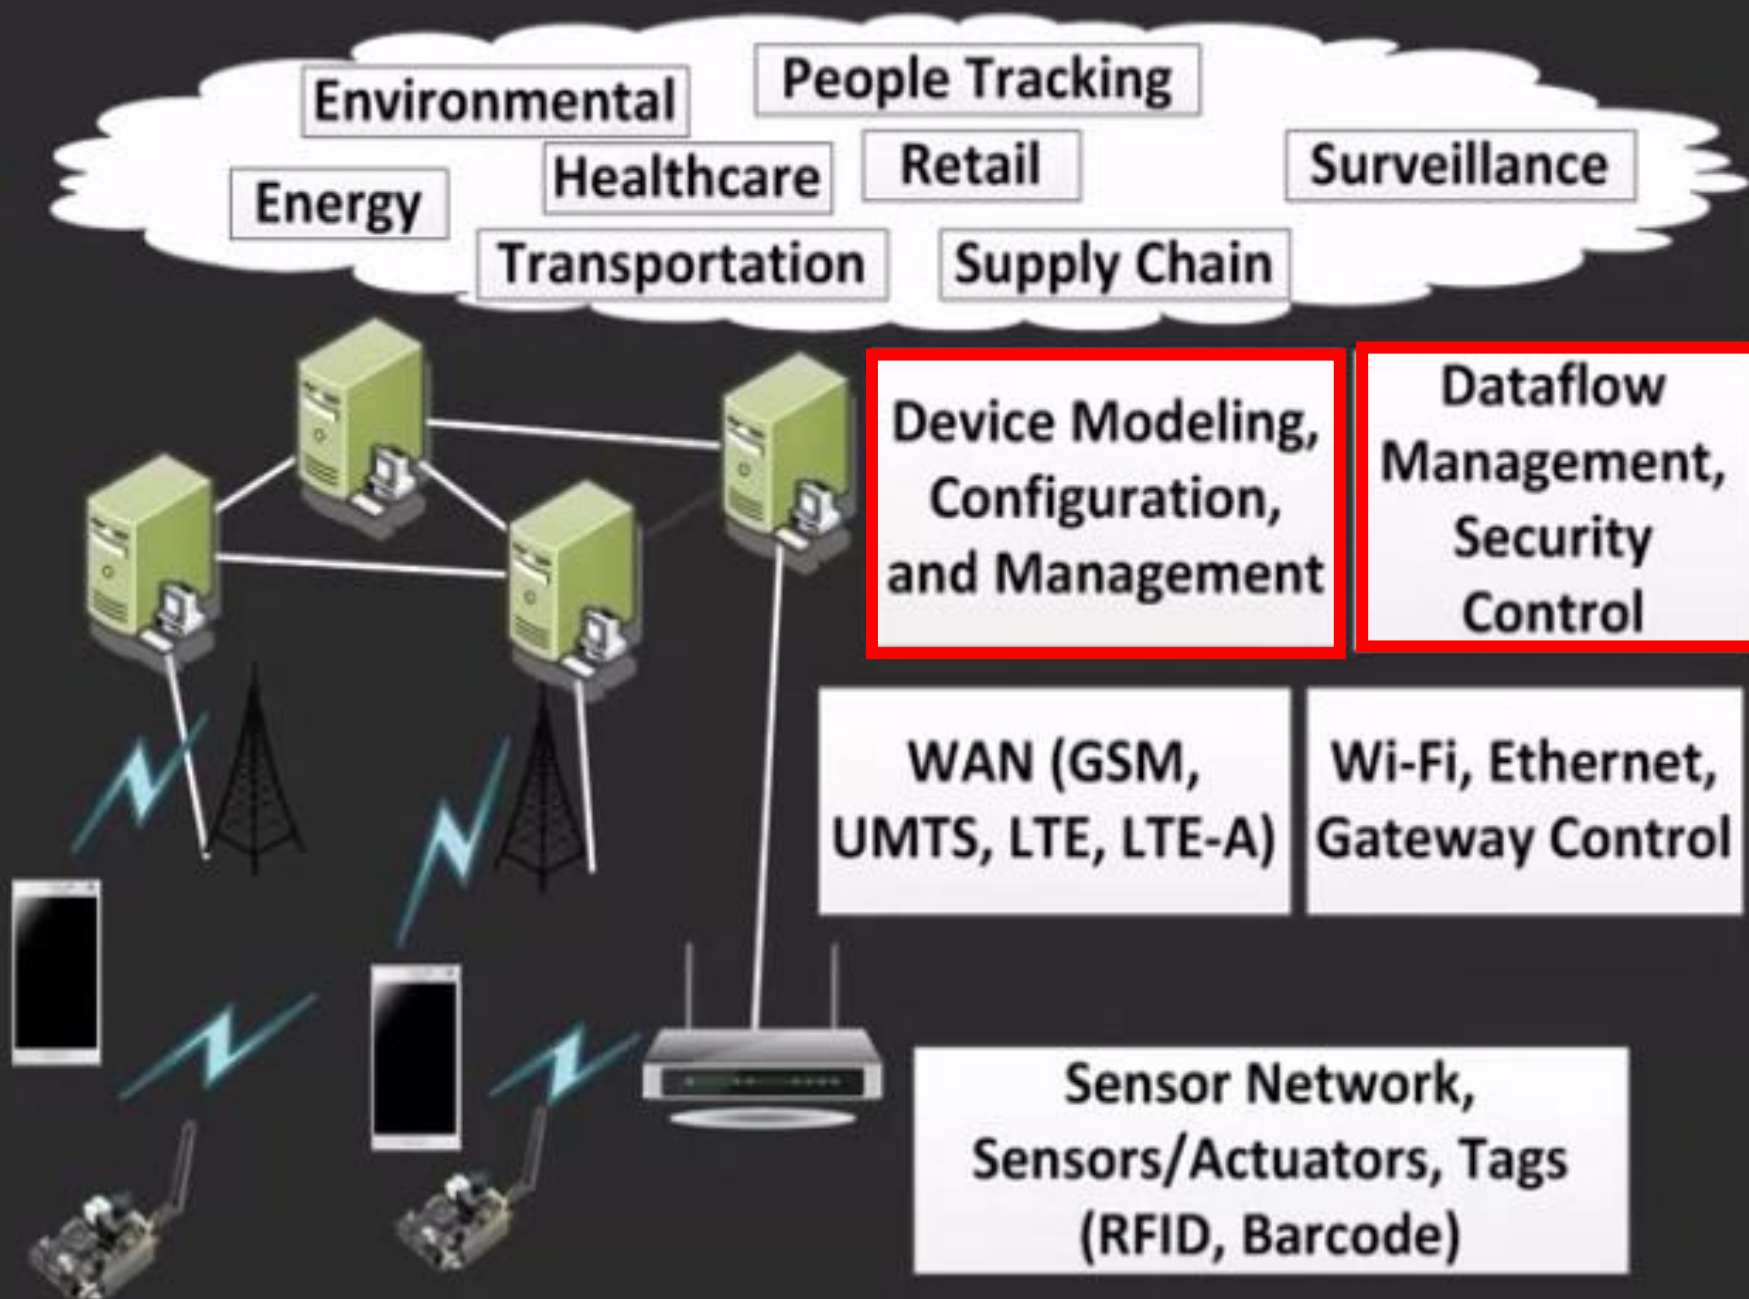 People Tracking
Environmental
Retail
Surveillance
Healthcare
Energy
Transportation
Supply Chain
Device Modeling,
Configuration,
and Management
Dataflow
Management,
Security
Control
WAN (GSM,
UMTS, LTE, LTE-A)
Wi-Fi, Ethernet,
Gateway Control
Sensor Network,
Sensors/Actuators, Tags
(RFID, Barcode)